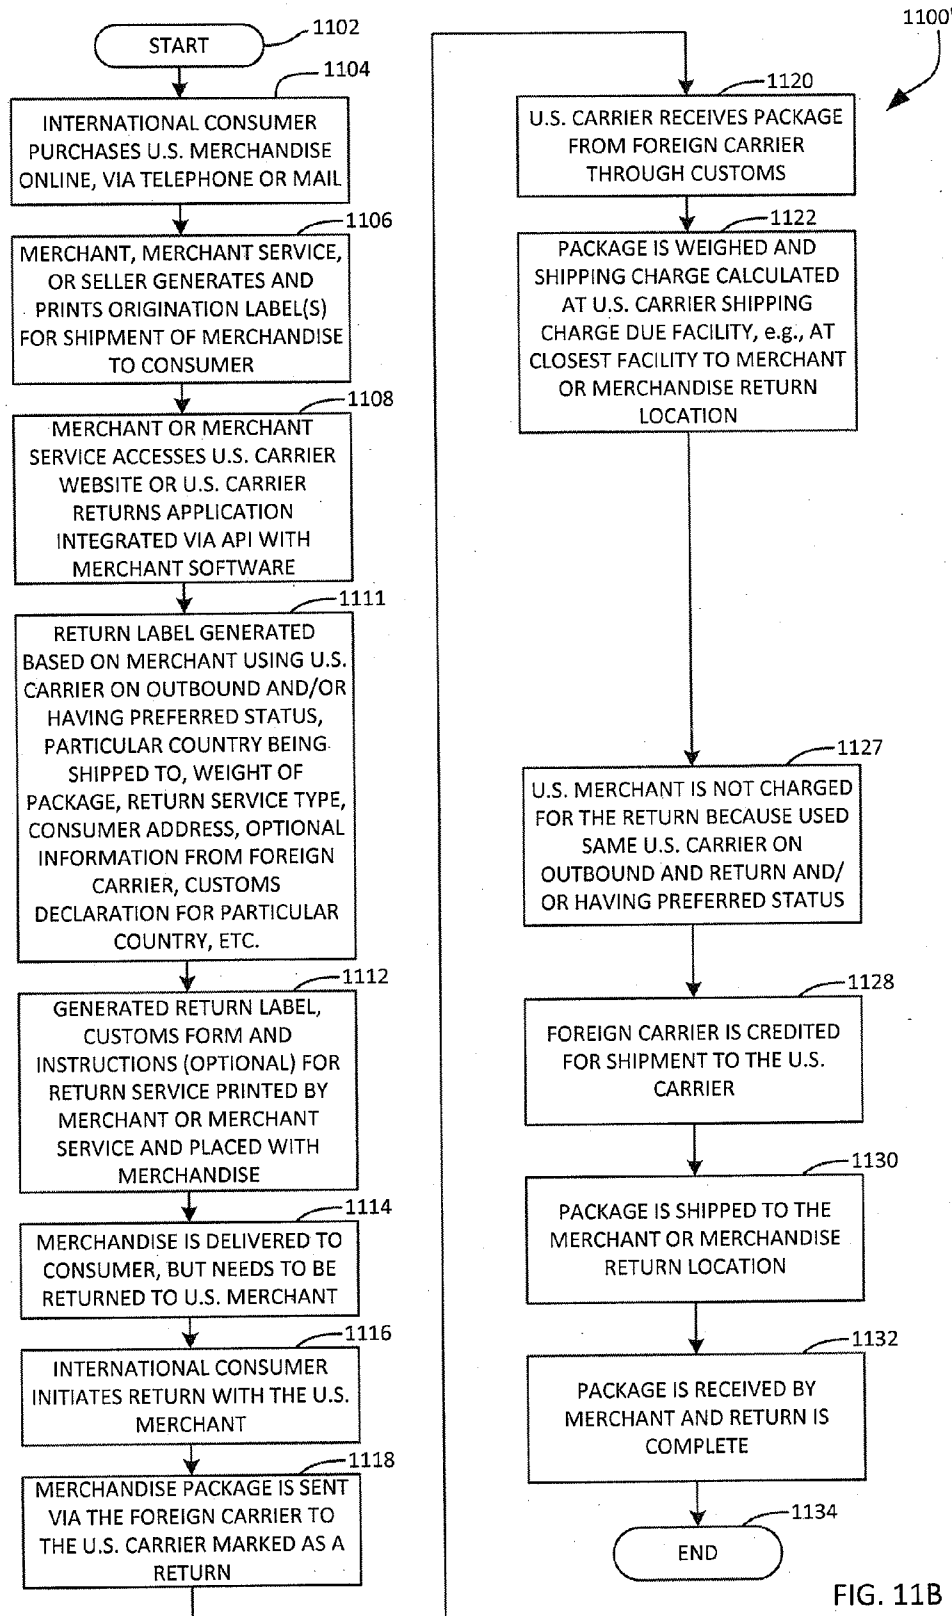 START
1102
1104
INTERNATIONAL CONSUMER
PURCHASES U.S. MERCHANDISE
ONLINE, VIA TELEPHONE OR MAIL
1106
MERCHANT, MERCHANT SERVICE,
OR SELLER GENERATES AND
PRINTS ORIGINATION LABEL(S)
FOR SHIPMENT OF MERCHANDISE
TO CONSUMER
1108
MERCHANT OR MERCHANT
SERVICE ACCESSES U.S. CARRIER
WEBSITE OR U.S. CARRIER
RETURNS APPLICATION
INTEGRATED VIA API WITH
MERCHANT SOFTWARE
1111
RETURN LABEL GENERATED
BASED ON MERCHANT USING U.S.
CARRIER ON OUTBOUND AND/OR
HAVING PREFERRED STATUS,
PARTICULAR COUNTRY BEING
SHIPPED TO, WEIGHT OF
PACKAGE, RETURN SERVICE TYPE,
CONSUMER ADDRESS, OPTIONAL
INFORMATION FROM FOREIGN
CARRIER, CUSTOMS
DECLARATION FOR PARTICULAR
COUNTRY, ETC.
1112
GENERATED RETURN LABEL,
CUSTOMS FORM AND
INSTRUCTIONS (OPTIONAL) FOR
RETURN SERVICE PRINTED BY
MERCHANT OR MERCHANT
SERVICE AND PLACED WITH
MERCHANDISE
1114
MERCHANDISE IS DELIVERED TO
CONSUMER, BUT NEEDS TO BE
RETURNED TO U.S. MERCHANT
1116
INTERNATIONAL CONSUMER
INITIATES RETURN WITH THE U.S.
MERCHANT
1118
MERCHANDISE PACKAGE IS SENT
VIA THE FOREIGN CARRIER TO
THE U.S. CARRIER MARKED AS A
RETURN
1100'
1120
U.S. CARRIER RECEIVES PACKAGE
FROM FOREIGN CARRIER
THROUGH CUSTOMS
1122
PACKAGE IS WEIGHED AND
SHIPPING CHARGE CALCULATED
AT U.S. CARRIER SHIPPING
CHARGE DUE FACILITY, e.g., AT
CLOSEST FACILITY TO MERCHANT
OR MERCHANDISE RETURN
LOCATION
1127
U.S. MERCHANT IS NOT CHARGED
FOR THE RETURN BECAUSE USED
SAME U.S. CARRIER ON
OUTBOUND AND RETURN AND/
OR HAVING PREFERRED STATUS
1128
FOREIGN CARRIER IS CREDITED
FOR SHIPMENT TO THE U.S.
CARRIER
1130
PACKAGE IS SHIPPED TO THE
MERCHANT OR MERCHANDISE
RETURN LOCATION
1132
PACKAGE IS RECEIVED BY
MERCHANT AND RETURN IS
COMPLETE
1134
END
FIG. 11B